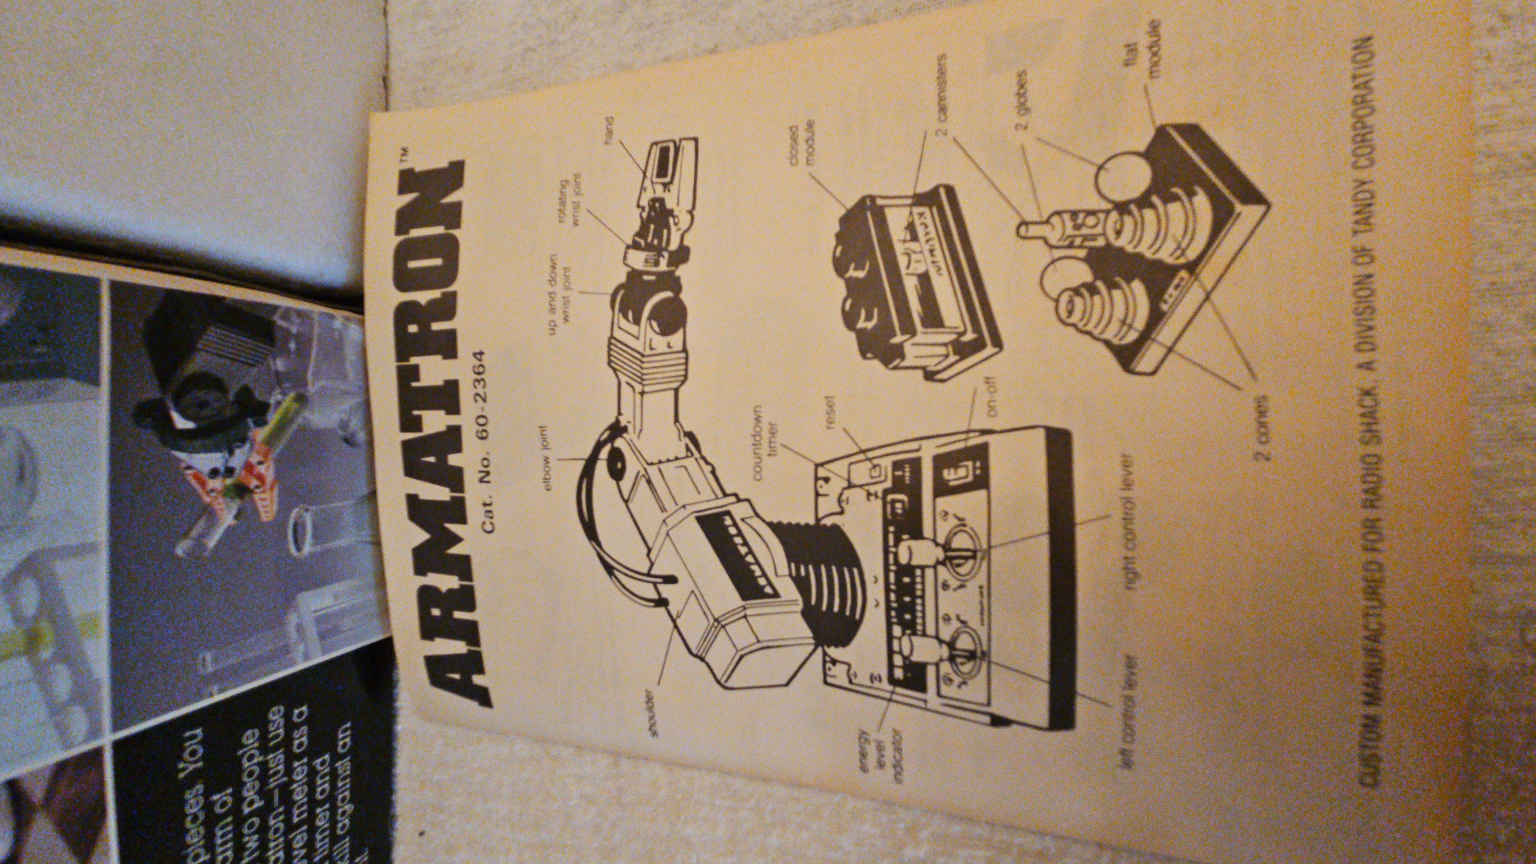 ARMATRON™
Cat. No. 60-2364
hand
rotating
wrist joint
up and down
wrist joint
elbow joint
shoulder
closed
module
2 cannisters
2 globes
flat
module
countdown
timer
reset
on-off
2 cones
energy
level
indicator
left control lever
right control lever
CUSTOM MANUFACTURED FOR RADIO SHACK A DIVISION OF TANDY CORPORATION
pieces. You
arm of
two people
atron—just use
vel meter as a
timer and
kill against an